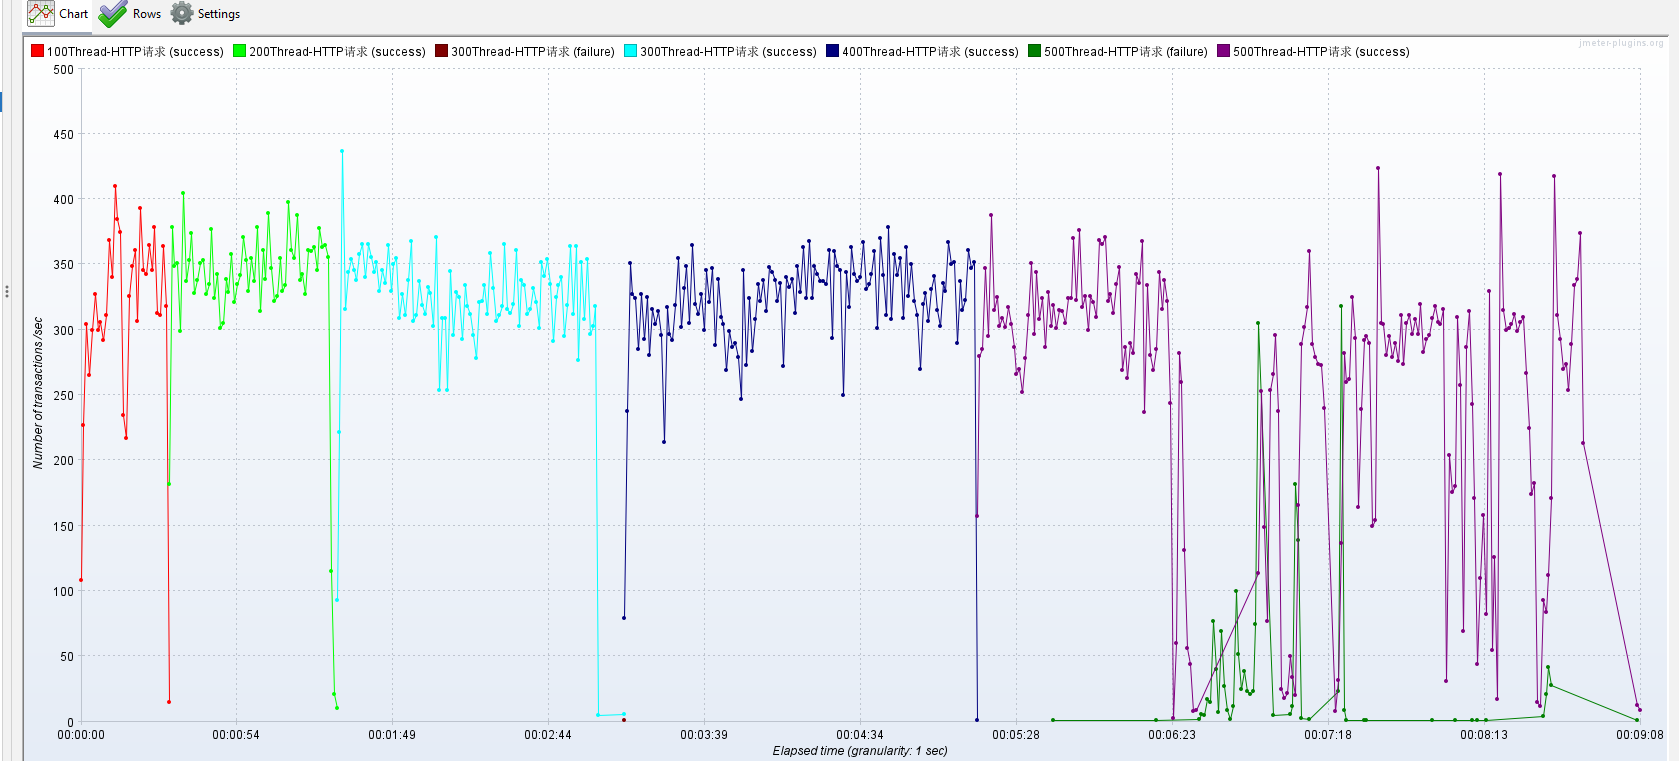 Chart Rows Settings
100Thread-HTTP请求 (success) 200Thread-HTTP请求 (success) 300Thread-HTTP请求 (failure) 300Thread-HTTP请求 (success) 400Thread-HTTP请求 (success) 500Thread-HTTP请求 (failure) 500Thread-HTTP请求 (success)
jmeter-plugins.org
500
450
400
350
300
250
200
150
100
50
0
Number of transactions /sec
00:00:00 00:00:54 00:01:49 00:02:44 00:03:39 00:04:34 00:05:28 00:06:23 00:07:18 00:08:13 00:09:08
Elapsed time (granularity: 1 sec)